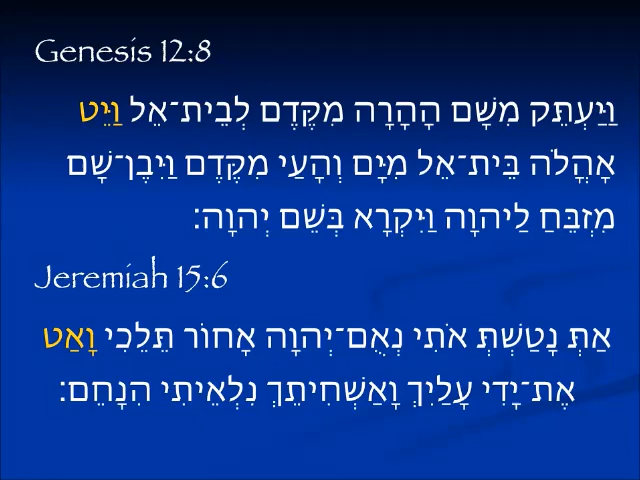 Genesis 12:8
וַיַּעְתֵּק מִשָּׁם הָהָרָה מִקֶּדֶם לְבֵית־אֵל וַיֵּט
אָהֳלֹה בֵּית־אֵל מִיָּם וְהָעַי מִקֶּדֶם וַיִּבֶן־שָׁם
מִזְבֵּחַ לַיהוָה וַיִּקְרָא בְּשֵׁם יְהוָה׃
Jeremiah 15:6
אַתְּ נָטַשְׁתְּ אֹתִי נְאֻם־יְהוָה אָחוֹר תֵּלֵכִי וָאַט
אֶת־יָדִי עָלַיִךְ וָאַשְׁחִיתֵךְ נִלְאֵיתִי הִנָּחֵם׃